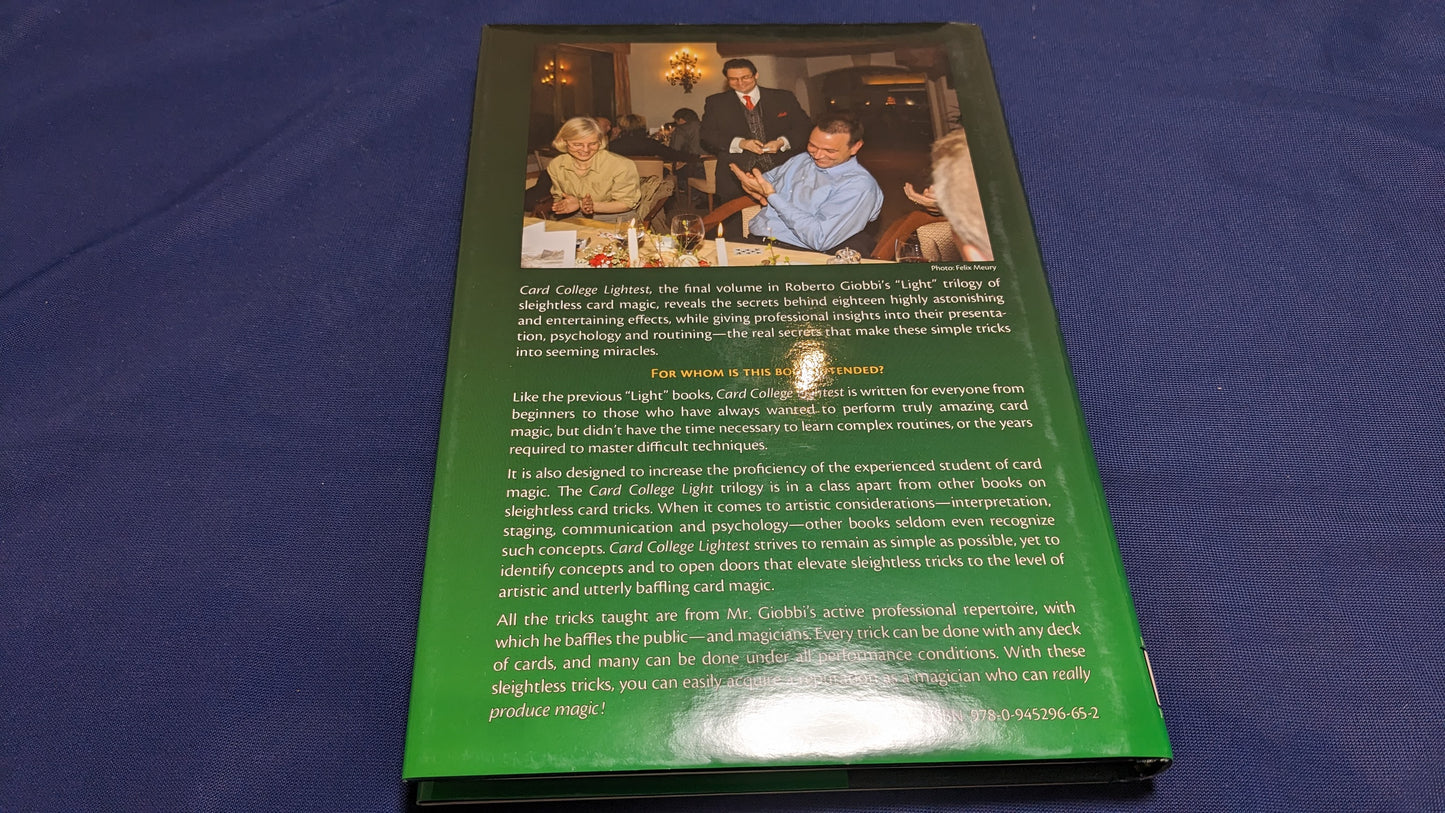 Photo: Felix Meury
Card College Lightest, the final volume in Roberto Giobbi's "Light" trilogy of
sleightless card magic, reveals the secrets behind eighteen highly astonishing
and entertaining effects, while giving professional insights into their presenta-
tion, psychology and routining—the real secrets that make these simple tricks
into seeming miracles.
FOR WHOM IS THIS BOOK INTENDED?
Like the previous "Light" books, Card College Lightest is written for everyone from
beginners to those who have always wanted to perform truly amazing card
magic, but didn't have the time necessary to learn complex routines, or the years
required to master difficult techniques.
It is also designed to increase the proficiency of the experienced student of card
magic. The Card College Light trilogy is in a class apart from other books on
sleightless card tricks. When it comes to artistic considerations—interpretation,
staging, communication and psychology—other books seldom even recognize
such concepts. Card College Lightest strives to remain as simple as possible, yet to
identify concepts and to open doors that elevate sleightless tricks to the level of
artistic and utterly baffling card magic.
All the tricks taught are from Mr. Giobbi's active professional repertoire, with
which he baffles the public—and magicians. Every trick can be done with any deck
of cards, and many can be done under all performance conditions. With these
sleightless tricks, you can easily acquire a reputation as a magician who can really
produce magic!
ISBN 978-0-945296-65-2